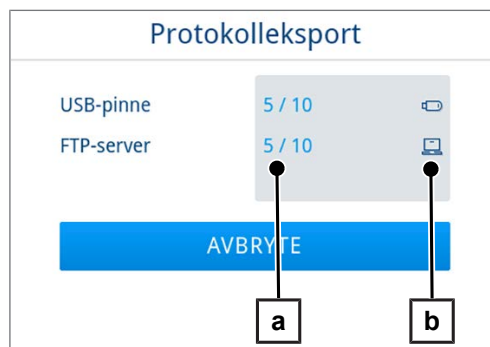 Protokolleksport
USB-pinne 5 / 10
FTP-server 5 / 10
AVBRYTE
a b